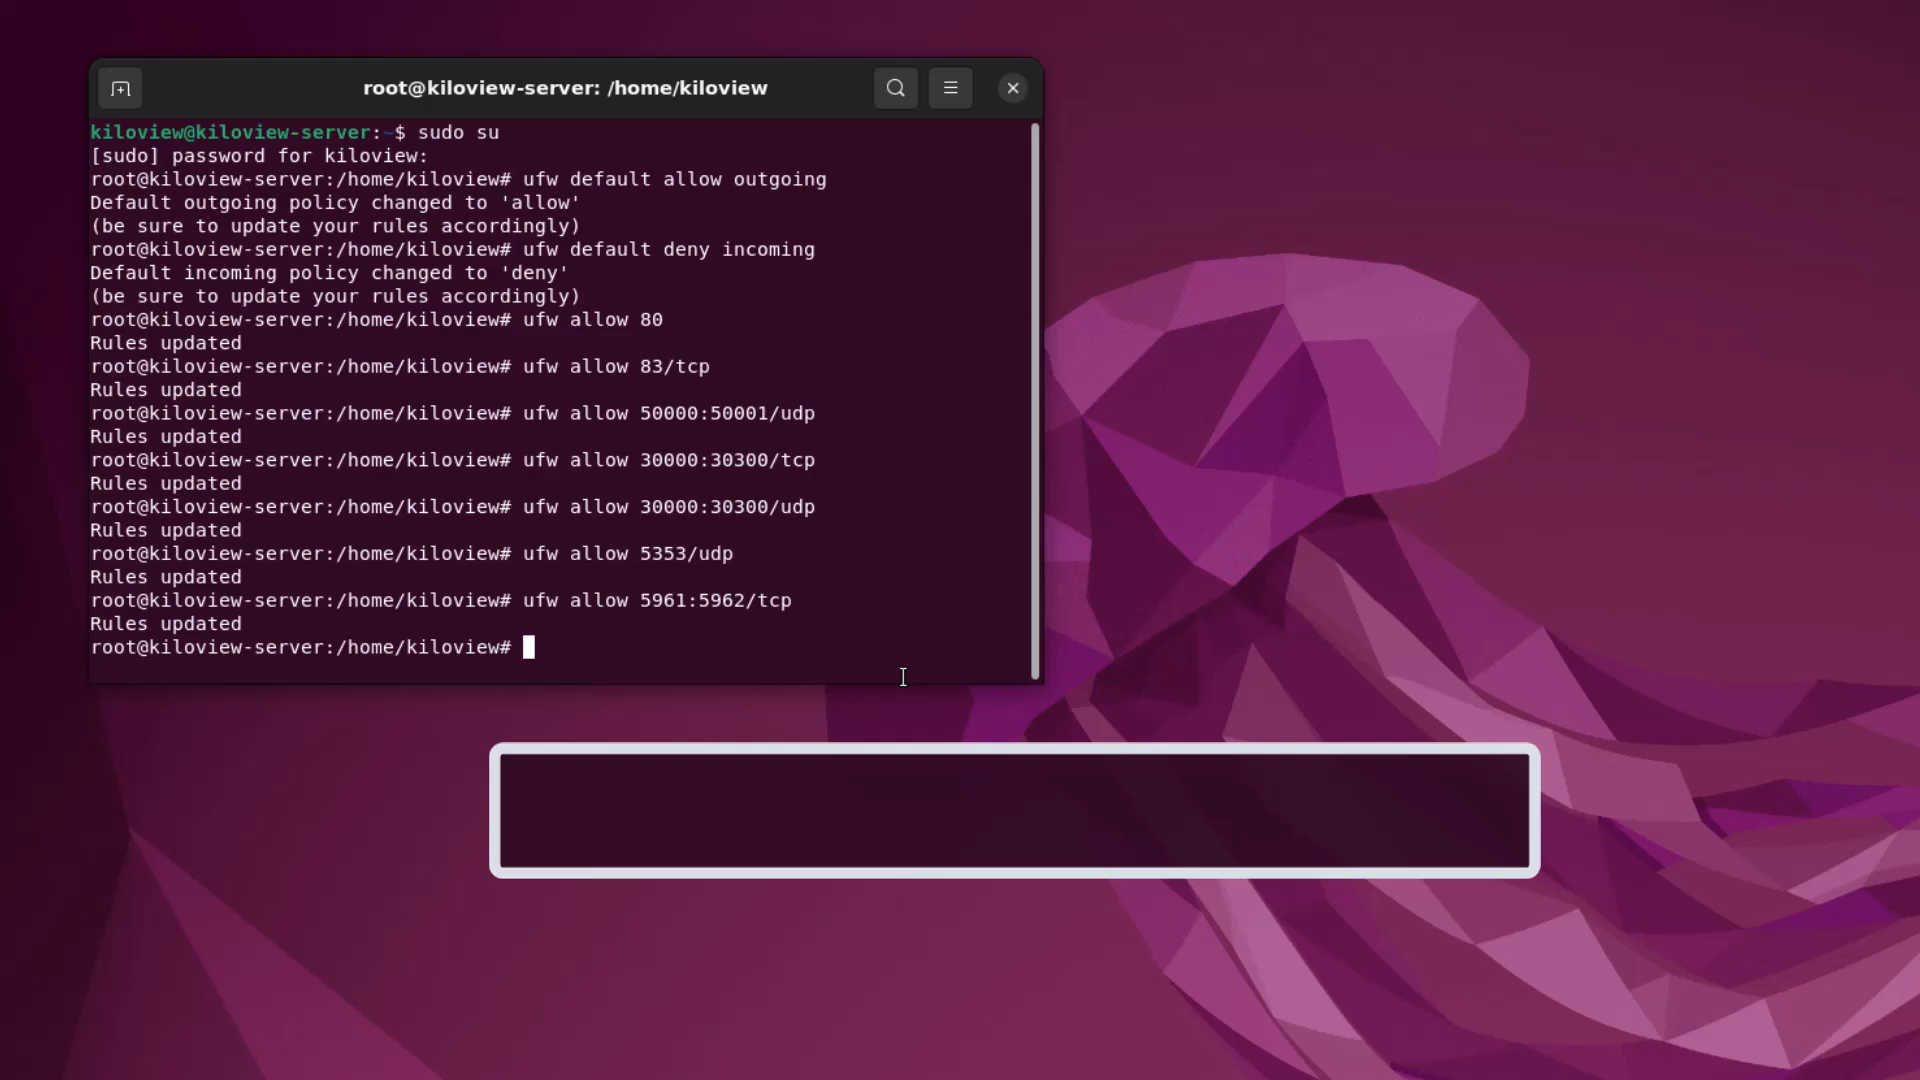 root@kiloview-server: /home/kiloview
kiloview@kiloview-server:~$ sudo su
[sudo] password for kiloview:
root@kiloview-server:/home/kiloview# ufw default allow outgoing
Default outgoing policy changed to 'allow'
(be sure to update your rules accordingly)
root@kiloview-server:/home/kiloview# ufw default deny incoming
Default incoming policy changed to 'deny'
(be sure to update your rules accordingly)
root@kiloview-server:/home/kiloview# ufw allow 80
Rules updated
root@kiloview-server:/home/kiloview# ufw allow 83/tcp
Rules updated
root@kiloview-server:/home/kiloview# ufw allow 50000:50001/udp
Rules updated
root@kiloview-server:/home/kiloview# ufw allow 30000:30300/tcp
Rules updated
root@kiloview-server:/home/kiloview# ufw allow 30000:30300/udp
Rules updated
root@kiloview-server:/home/kiloview# ufw allow 5353/udp
Rules updated
root@kiloview-server:/home/kiloview# ufw allow 5961:5962/tcp
Rules updated
root@kiloview-server:/home/kiloview#